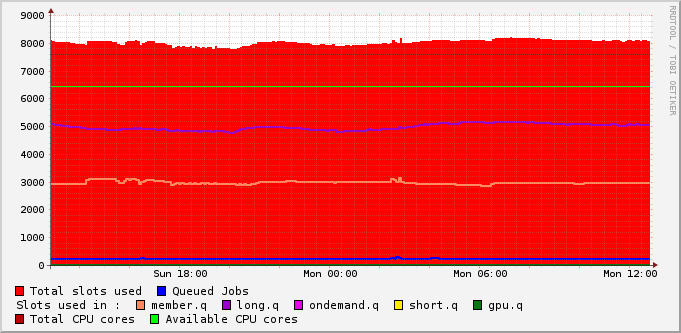 9000
8000
7000
6000
5000
4000
3000
2000
1000
0
Sun 18:00 Mon 00:00 Mon 06:00 Mon 12:00
RRDTOOL / TOBI OETIKER
Total slots used Queued Jobs
Slots used in : member.q long.q ondemand.q short.q gpu.q
Total CPU cores Available CPU cores